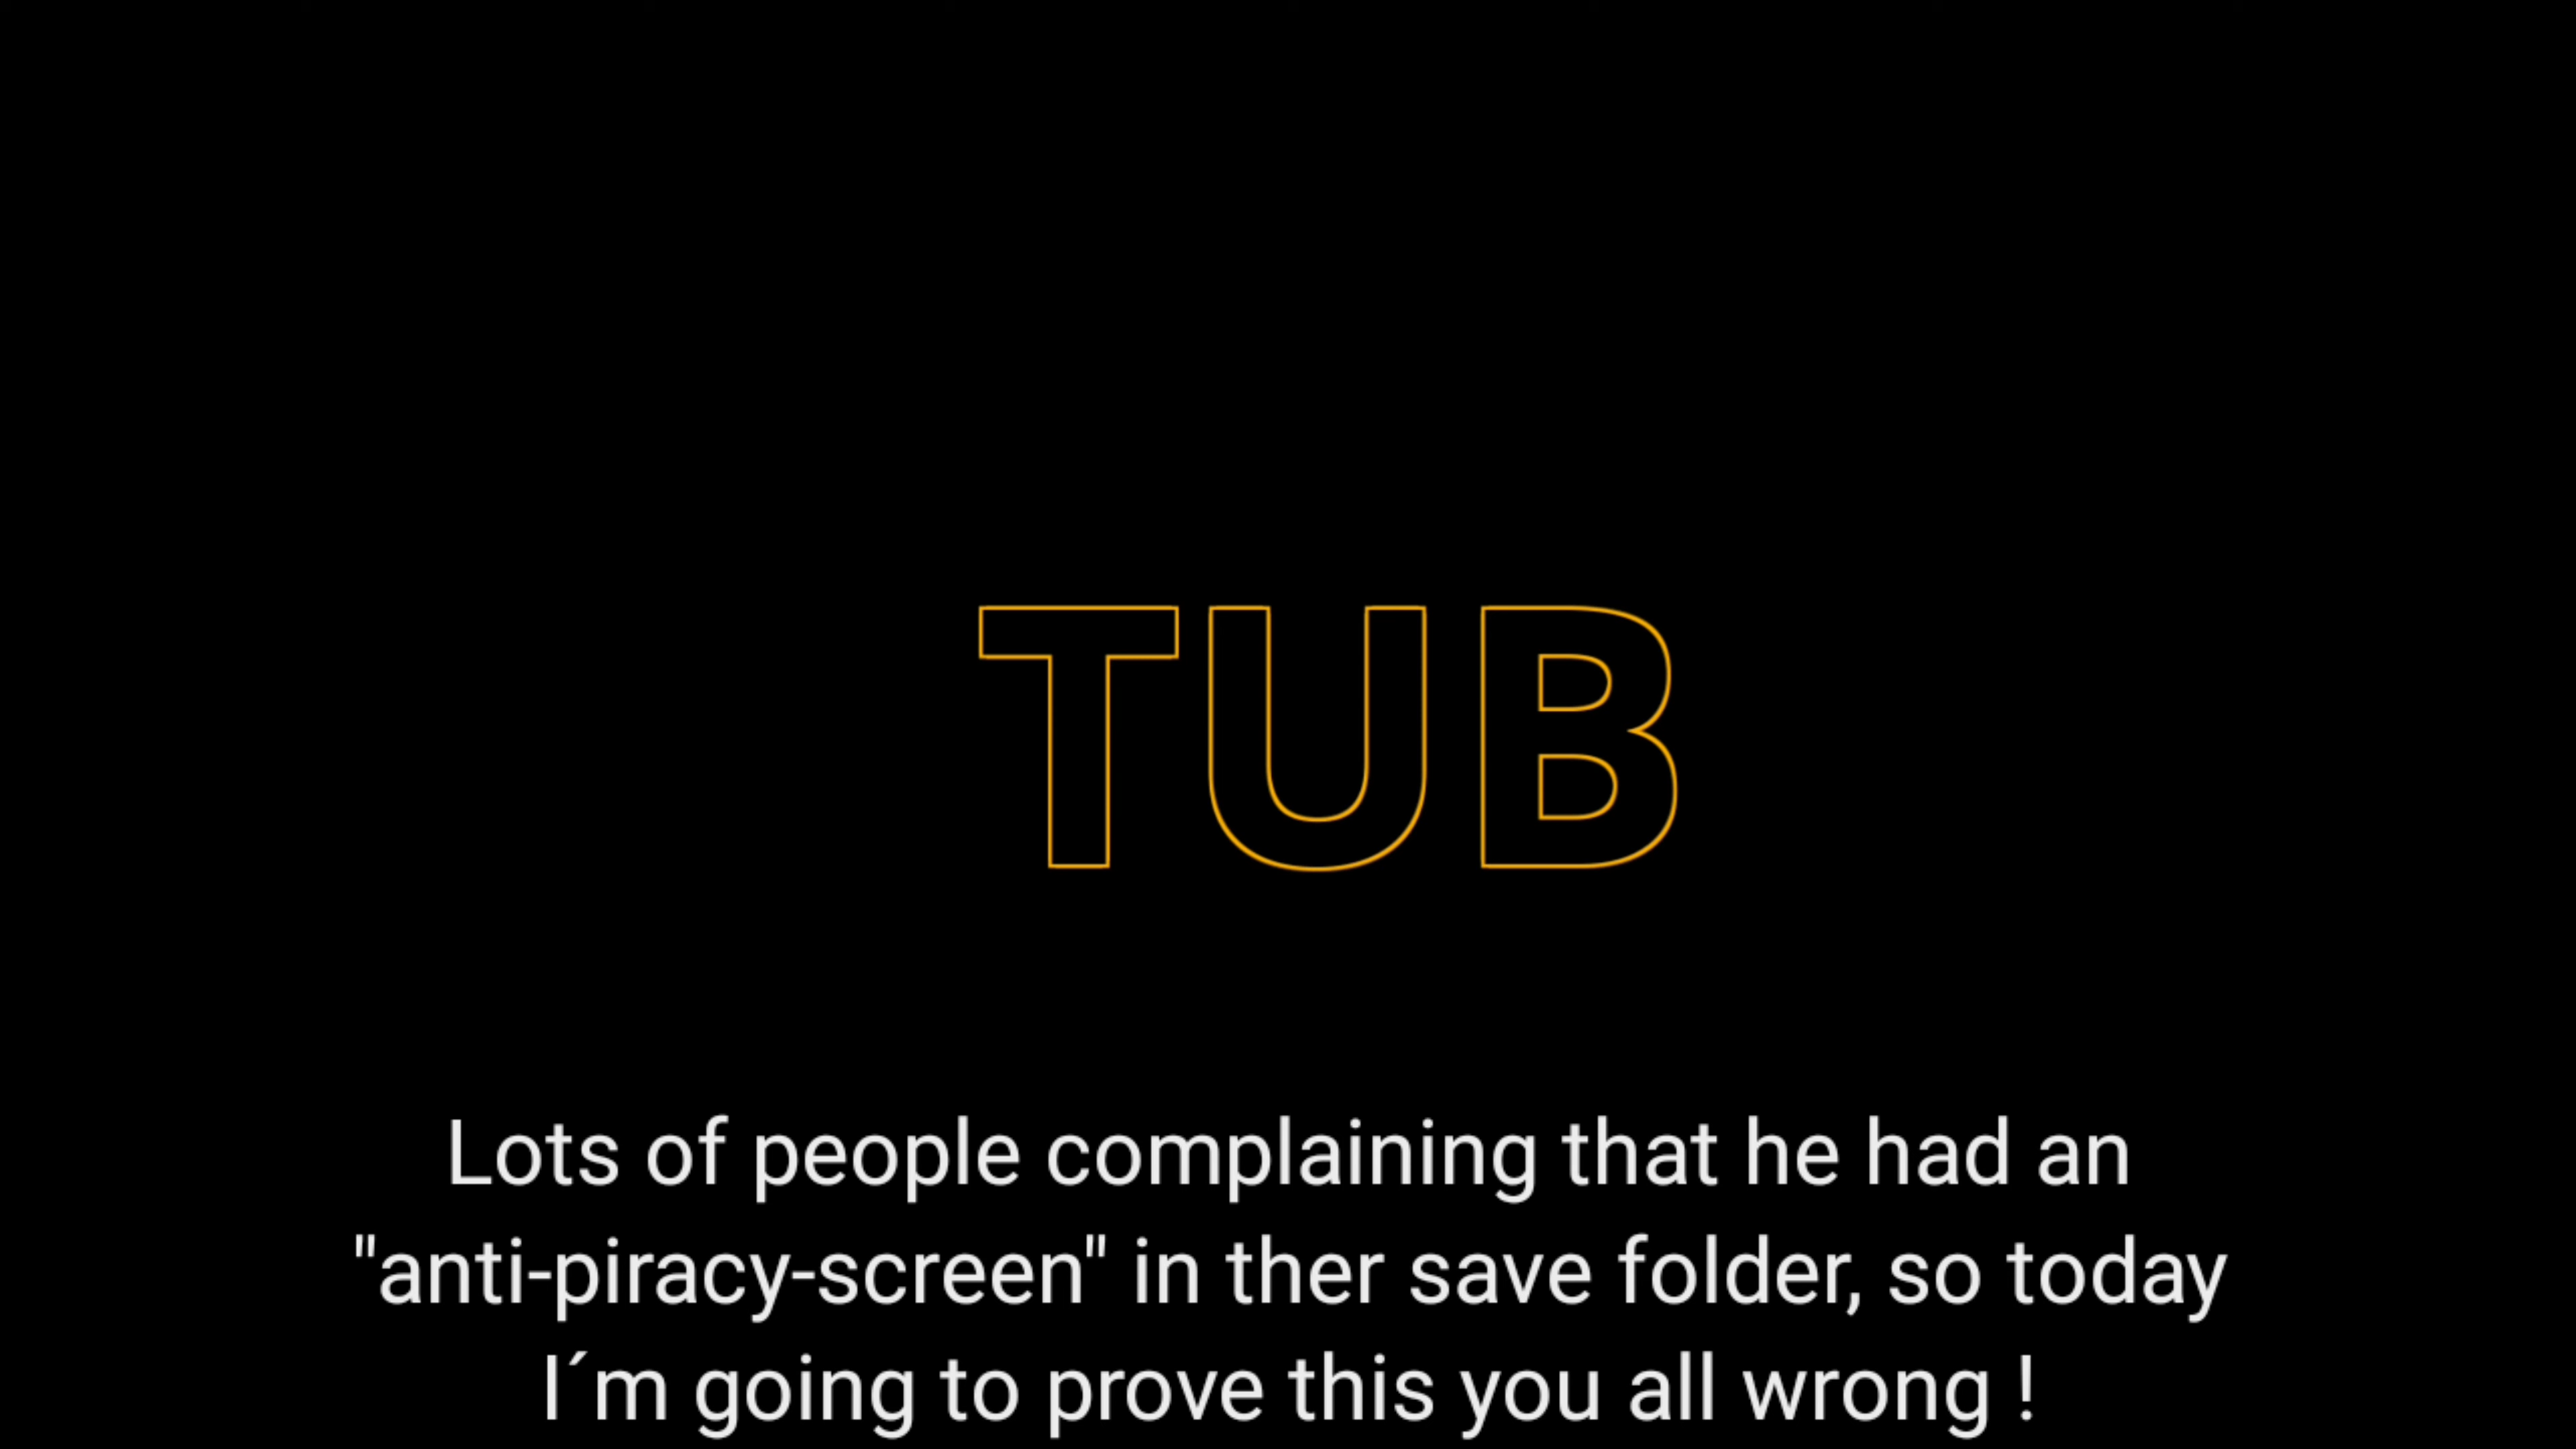 TUB
Lots of people complaining that he had an
"anti-piracy-screen" in ther save folder, so today
I´m going to prove this you all wrong !